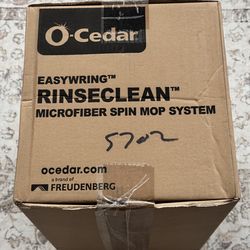 O-Cedar
EASYWRING™
RINSECLEAN™
MICROFIBER SPIN MOP SYSTEM
5702
ocedar.com
a brand of
FREUDENBERG